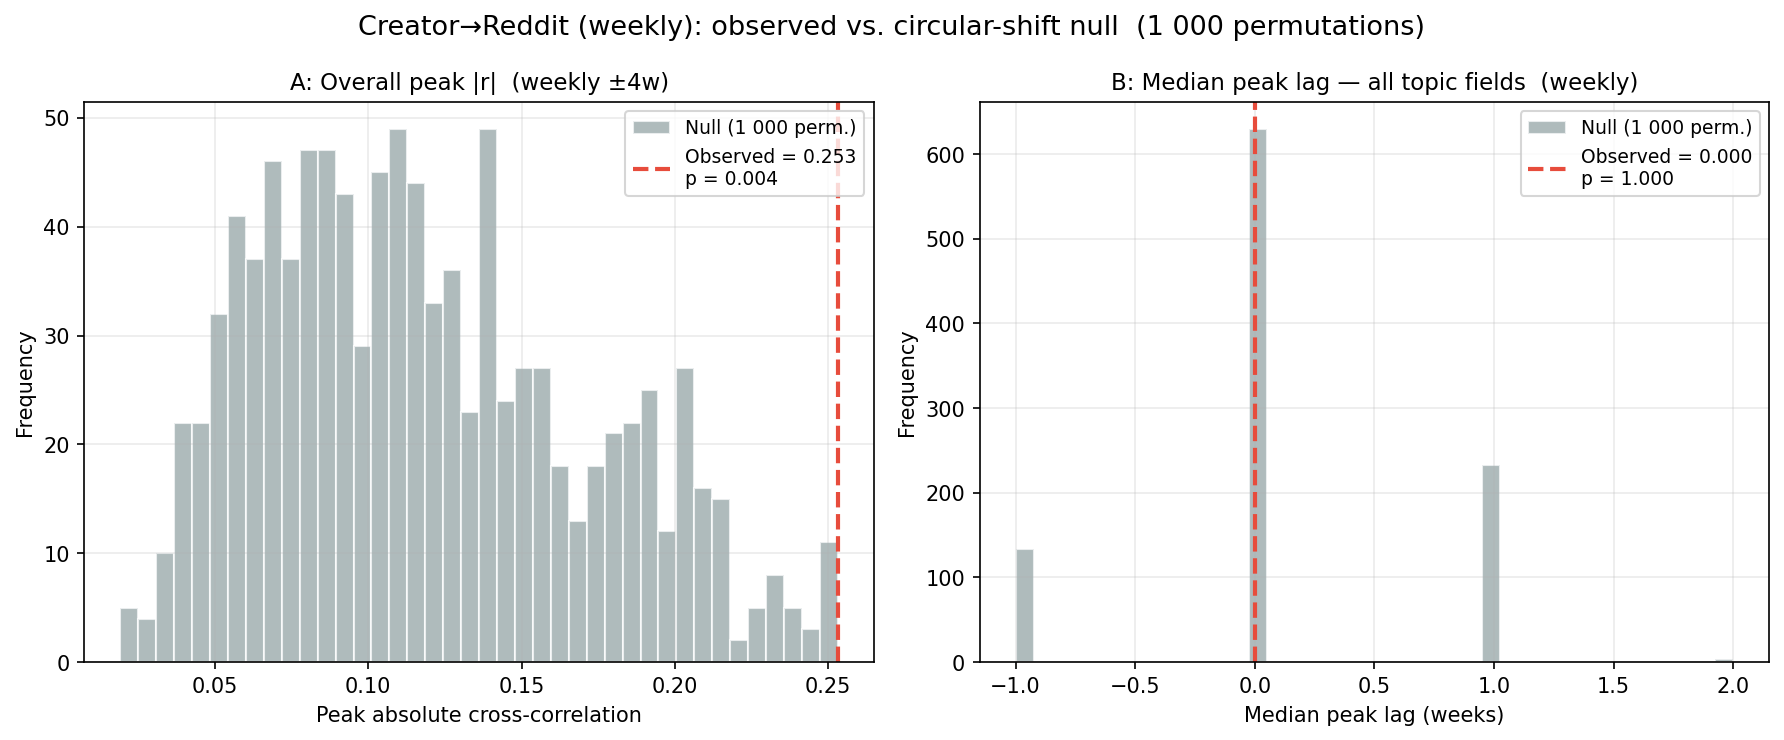 Creator→Reddit (weekly): observed vs. circular-shift null  (1 000 permutations)
A: Overall peak |r|  (weekly ±4w)
Frequency
50
40
30
20
10
0
0.05
0.10
0.15
0.20
0.25
Peak absolute cross-correlation
Null (1 000 perm.)
Observed = 0.253
p = 0.004
B: Median peak lag — all topic fields  (weekly)
Frequency
600
500
400
300
200
100
0
−1.0
−0.5
0.0
0.5
1.0
1.5
2.0
Median peak lag (weeks)
Null (1 000 perm.)
Observed = 0.000
p = 1.000